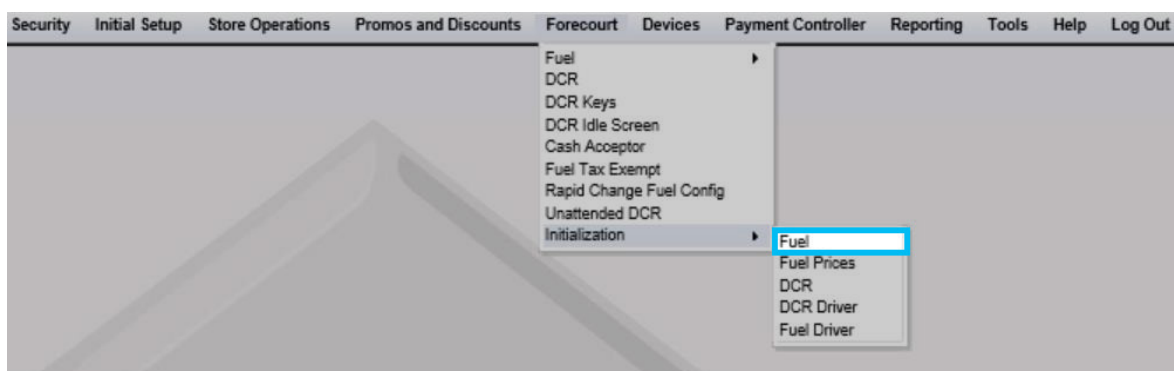 Security Initial Setup Store Operations Promos and Discounts Forecourt Devices Payment Controller Reporting Tools Help Log Out
Fuel
DCR
DCR Keys
DCR Idle Screen
Cash Acceptor
Fuel Tax Exempt
Rapid Change Fuel Config
Unattended DCR
Initialization
Fuel
Fuel Prices
DCR
DCR Driver
Fuel Driver